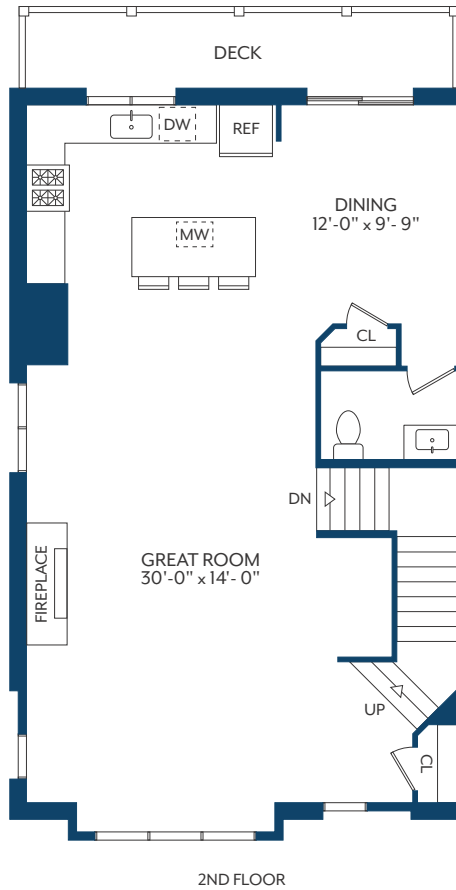 DECK
DW
REF
DINING
12'-0" x 9'- 9"
MW
CL
DN
GREAT ROOM
30'-0" x 14'- 0"
FIREPLACE
UP
CL
2ND FLOOR